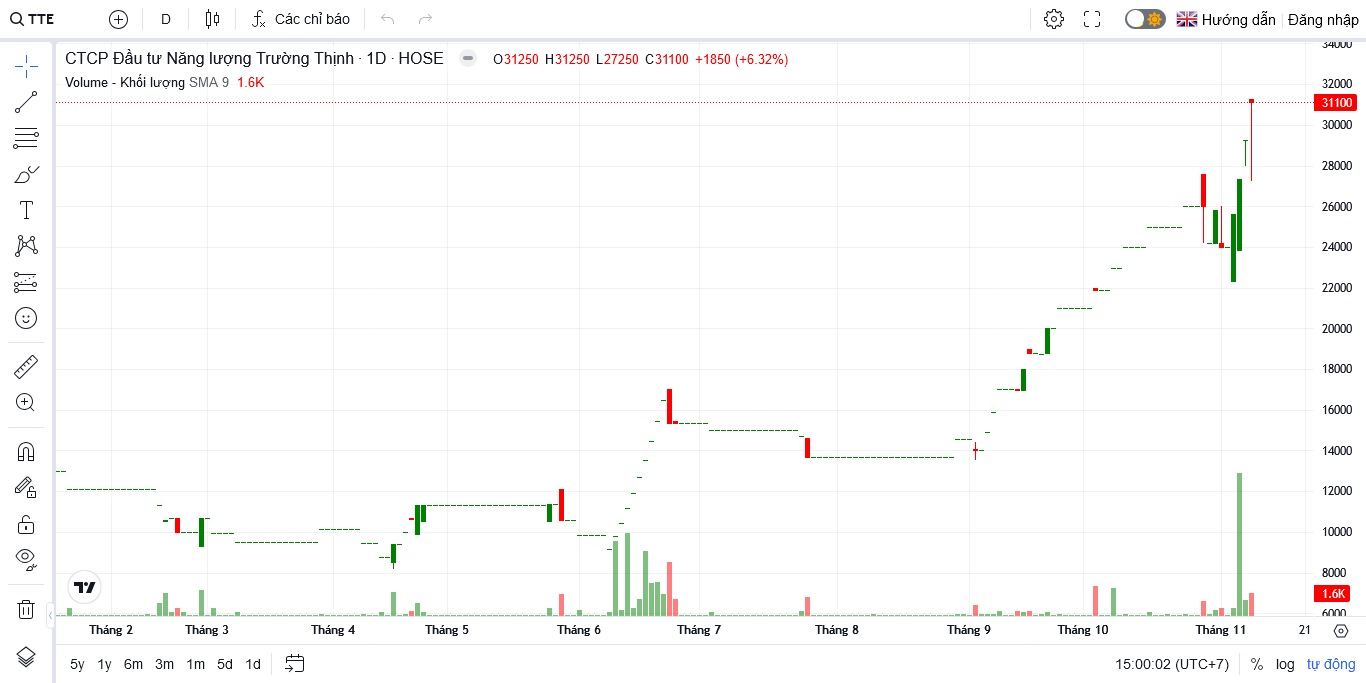 TTE D Các chỉ báo Hướng dẫn Đăng nhập
CTCP Đầu tư Năng lượng Trường Thịnh · 1D · HOSE O31250 H31250 L27250 C31100 +1850 (+6.32%)
Volume - Khối lượng SMA 9 1.6K
34000
32000
31100
30000
28000
26000
24000
22000
20000
18000
16000
14000
12000
10000
8000
1.6K
6000
Tháng 2 Tháng 3 Tháng 4 Tháng 5 Tháng 6 Tháng 7 Tháng 8 Tháng 9 Tháng 10 Tháng 11 21
5y 1y 6m 3m 1m 5d 1d 15:00:02 (UTC+7) % log tự động